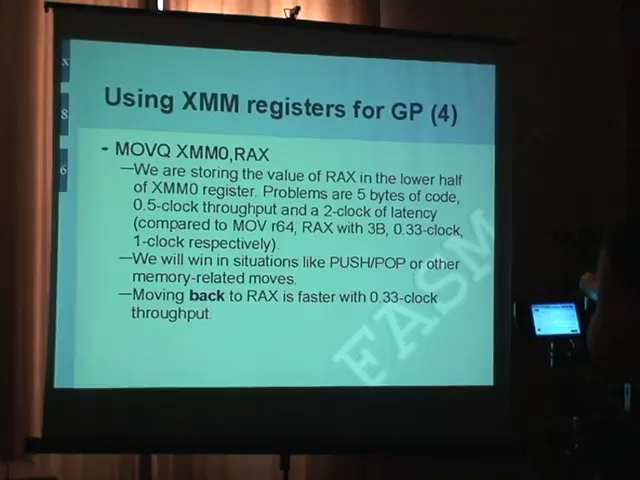 x
8
6
Using XMM registers for GP (4)
- MOVQ XMM0,RAX
—We are storing the value of RAX in the lower half
of XMM0 register. Problems are 5 bytes of code,
0.5-clock throughput and a 2-clock of latency
(compared to MOV r64, RAX with 3B, 0.33-clock,
1-clock respectively).
—We will win in situations like PUSH/POP or other
memory-related moves.
—Moving back to RAX is faster with 0.33-clock
throughput.
FASM